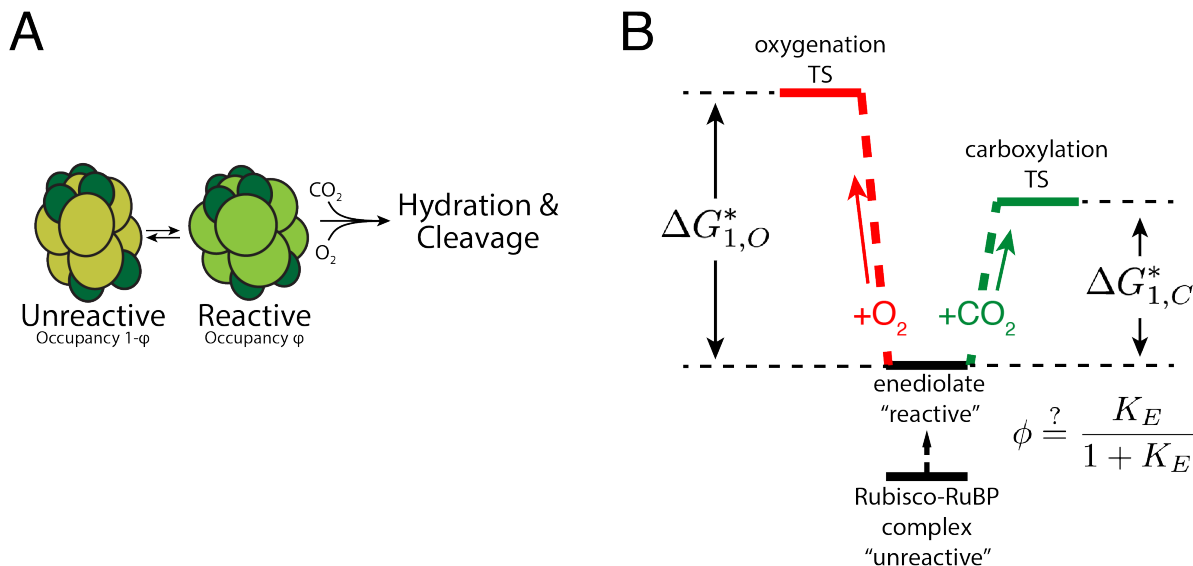 A
CO2
O2
Hydration &
Cleavage
Unreactive
Occupancy 1-φ
Reactive
Occupancy φ
B
oxygenation
TS
carboxylation
TS
ΔG*1,O
ΔG*1,C
+O2
+CO2
enediolate
“reactive”
ϕ ?= KE / 1 + KE
Rubisco-RuBP
complex
“unreactive”